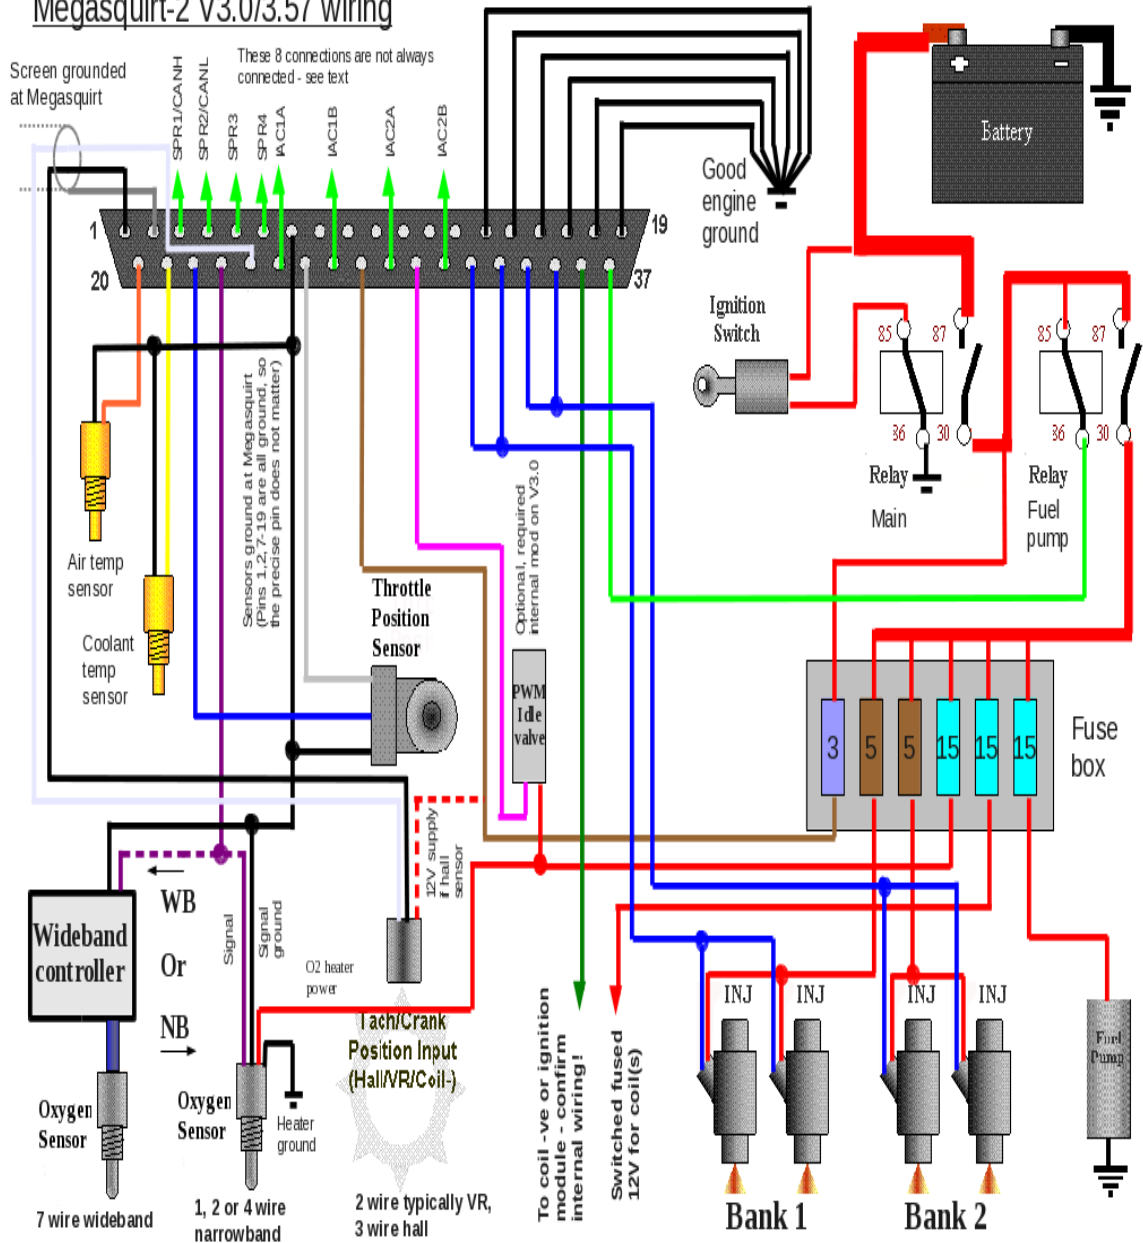 Megasquirt-2 V3.0/3.57 wiring
Screen grounded
at Megasquirt
These 8 connections are not always
connected - see text
SPR1/CANH
SPR2/CANL
SPR3
SPR4
IAC1A
IAC1B
IAC2A
IAC2B
1
19
20
37
Good
engine
ground
Battery
Ignition
Switch
85
87
36
30
Relay
Main
85
87
36
30
Relay
Fuel
pump
Sensors ground at Megasquirt
(Pins 1,2,7-19 are all ground, so
the precise pin does not matter)
Air temp
sensor
Coolant
temp
sensor
Throttle
Position
Sensor
Optional, required
internal mod on V3.0
PWM
Idle
valve
3
5
5
15
15
15
Fuse
box
12V supply
if hall
sensor
Wideband
controller
WB
Or
NB
Signal
Signal
ground
O2 heater
power
Tach/Crank
Position Input
(Hall/VR/Coil-)
Oxygen
Sensor
Oxygen
Sensor
Heater
ground
7 wire wideband
1, 2 or 4 wire
narrowband
2 wire typically VR,
3 wire hall
To coil -ve or ignition
module - confirm
internal wiring!
Switched fused
12V for coil(s)
INJ
INJ
INJ
INJ
Bank 1
Bank 2
Fuel
Pump